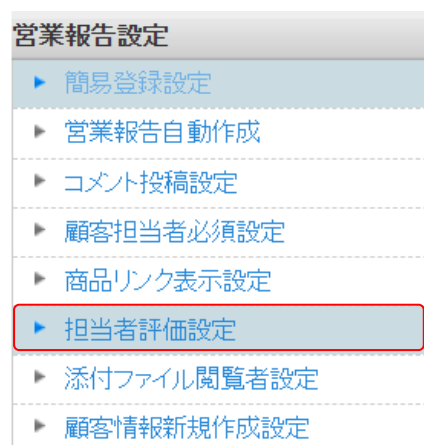 営業報告設定
簡易登録設定
営業報告自動作成
コメント投稿設定
顧客担当者必須設定
商品リンク表示設定
担当者評価設定
添付ファイル閲覧者設定
顧客情報新規作成設定